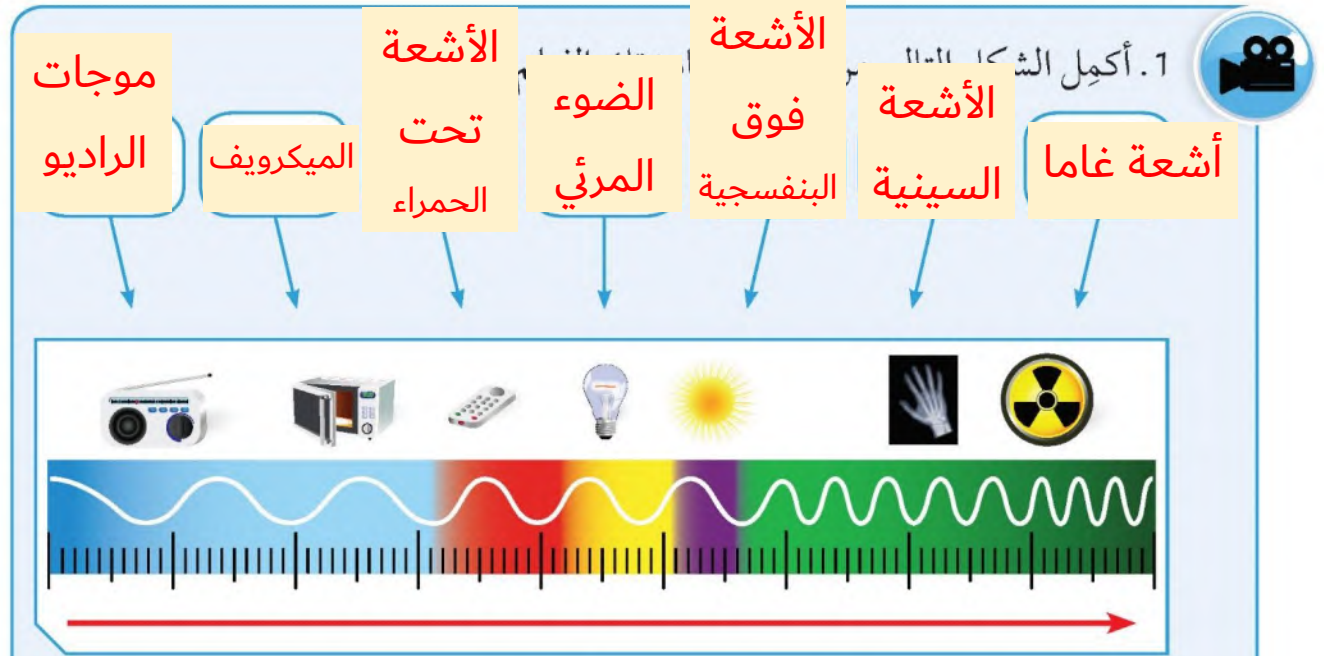 1. أكمِل الشكل التالي
أشعة غاما
الأشعة
السينية
الأشعة
فوق
البنفسجية
الضوء
المرئي
الأشعة
تحت
الحمراء
الميكرويف
موجات
الراديو